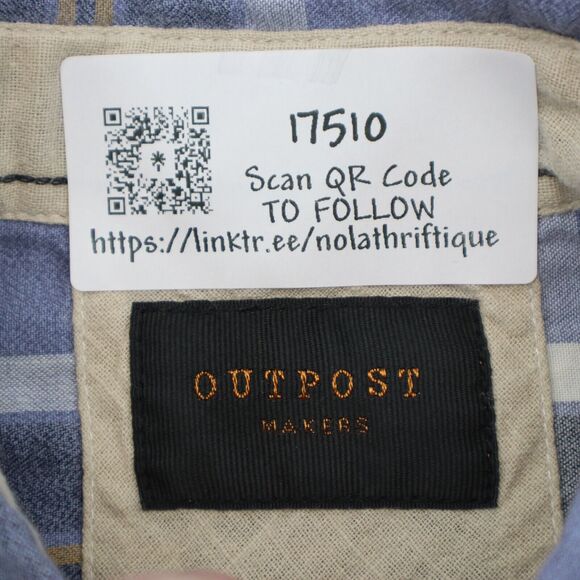 17510
Scan QR Code
TO FOLLOW
https://linktr.ee/nolathriftique
OUTPOST
MAKERS